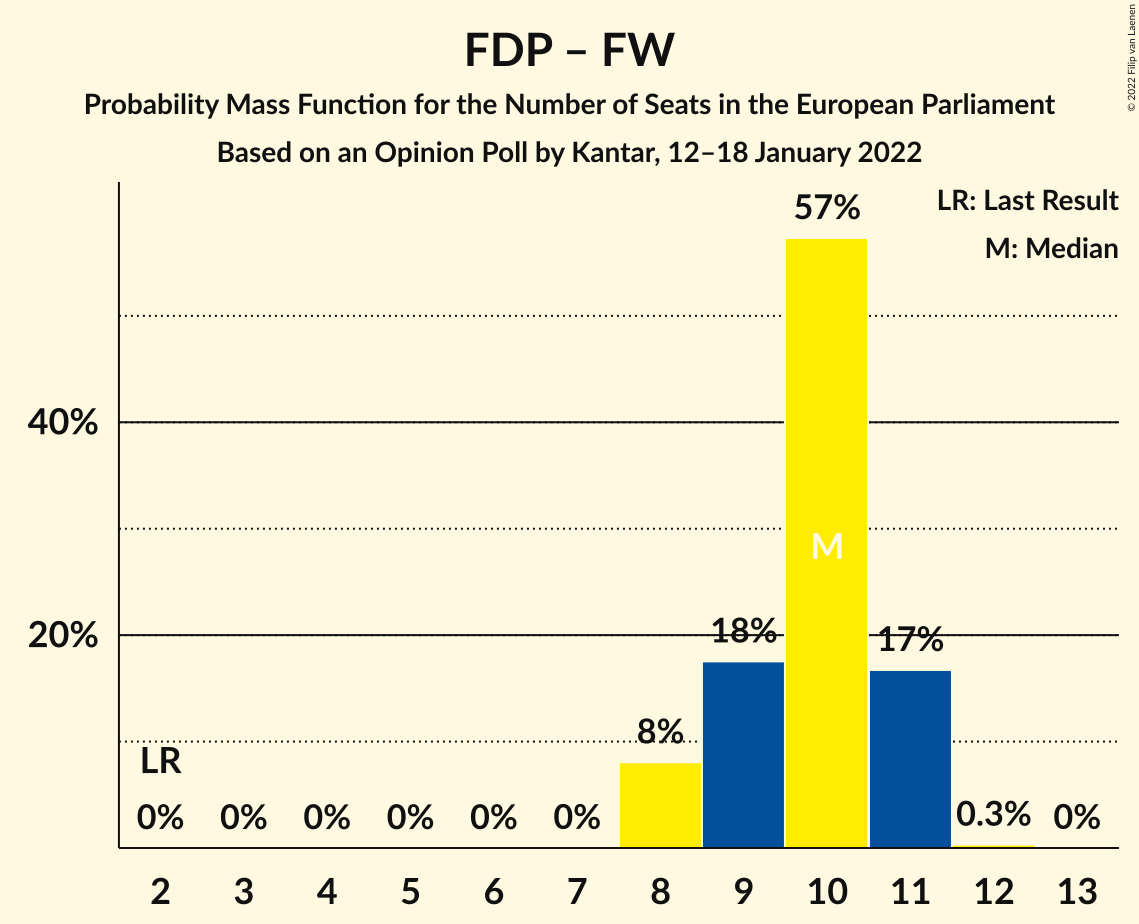 FDP – FW
Probability Mass Function for the Number of Seats in the European Parliament
Based on an Opinion Poll by Kantar, 12–18 January 2022
© 2022 Filip van Laenen
LR: Last Result
M: Median
57%
40%
M
20%
18%
17%
8%
LR
0% 0% 0% 0% 0% 0% 0.3% 0%
2 3 4 5 6 7 8 9 10 11 12 13